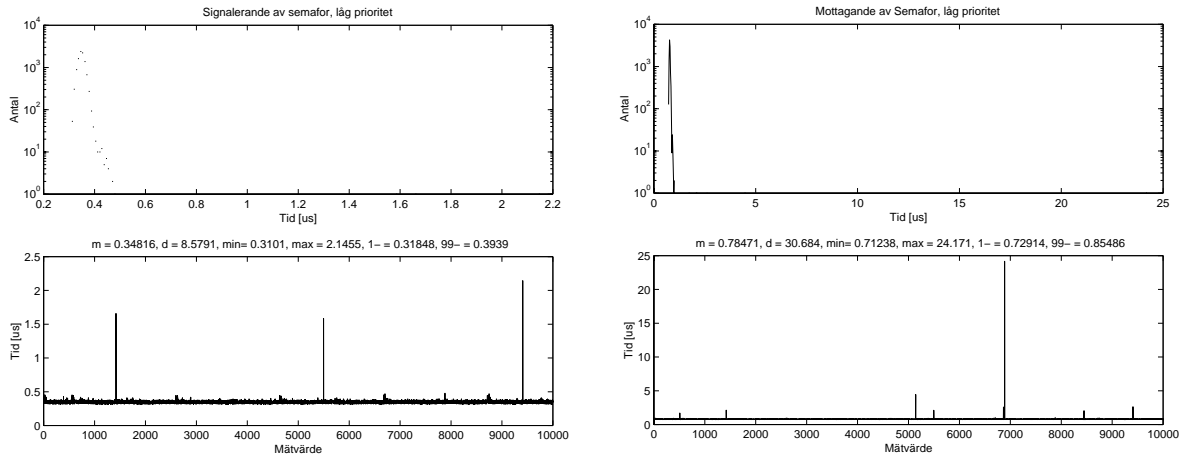 Signalerande av semafor, låg prioritet
10^4
10^3
10^2
10^1
10^0
Antal
0.2 0.4 0.6 0.8 1 1.2 1.4 1.6 1.8 2 2.2
Tid [us]
m = 0.34816, d = 8.5791, min= 0.3101, max = 2.1455, 1− = 0.31848, 99− = 0.3939
2.5
2
1.5
1
0.5
0
Tid [us]
0 1000 2000 3000 4000 5000 6000 7000 8000 9000 10000
Mätvärde
Mottagande av Semafor, låg prioritet
10^4
10^3
10^2
10^1
10^0
Antal
0 5 10 15 20 25
Tid [us]
m = 0.78471, d = 30.684, min= 0.71238, max = 24.171, 1− = 0.72914, 99− = 0.85486
25
20
15
10
5
0
Tid [us]
0 1000 2000 3000 4000 5000 6000 7000 8000 9000 10000
Mätvärde